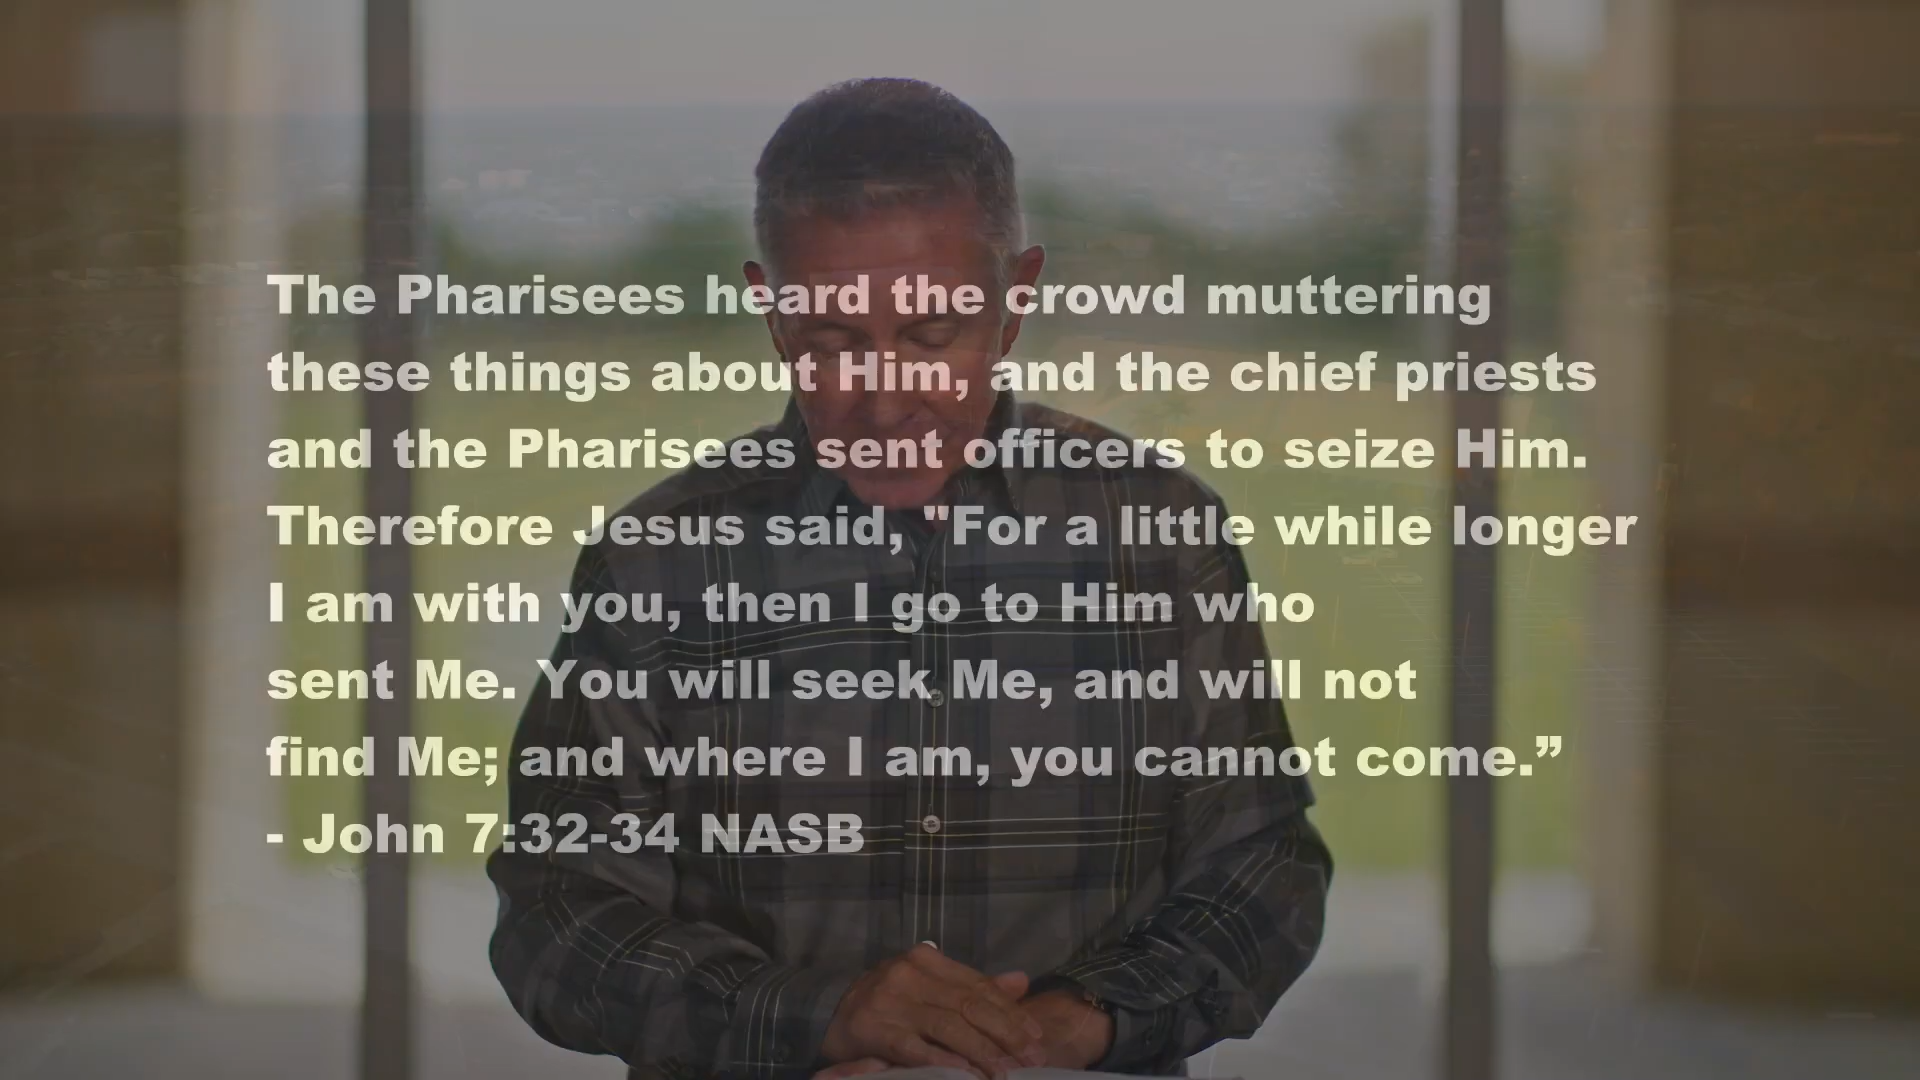 The Pharisees heard the crowd muttering
these things about Him, and the chief priests
and the Pharisees sent officers to seize Him.
Therefore Jesus said, "For a little while longer
I am with you, then I go to Him who
sent Me. You will seek Me, and will not
find Me; and where I am, you cannot come.”
- John 7:32-34 NASB